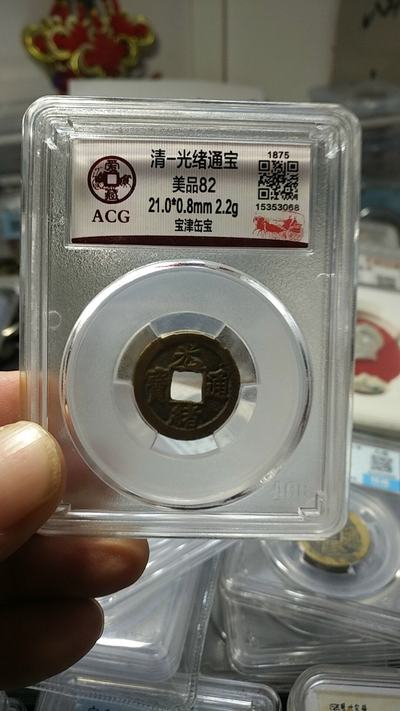 清-光绪通宝
1875
美品82
ACG
21.0*0.8mm 2.2g
15353068
宝津缶宝
光
寶 通
緒